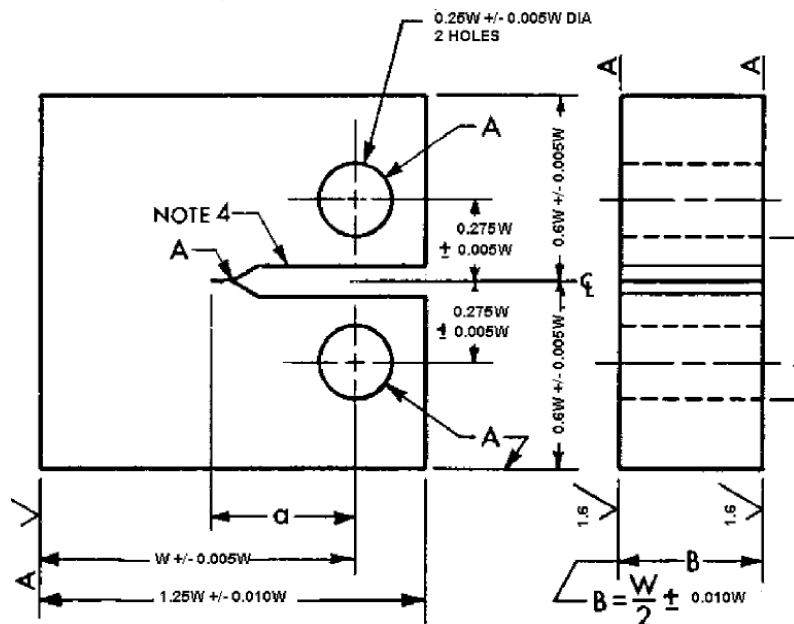 0.25W +/- 0.005W DIA
2 HOLES
A
A
A
0.6W +/- 0.005W
NOTE 4
A
0.275W
± 0.005W
℄
0.275W
± 0.005W
0.6W +/- 0.005W
A
a
1.6
1.6
W +/- 0.005W
B
A
1.25W +/- 0.010W
B = W/2 ± 0.010W